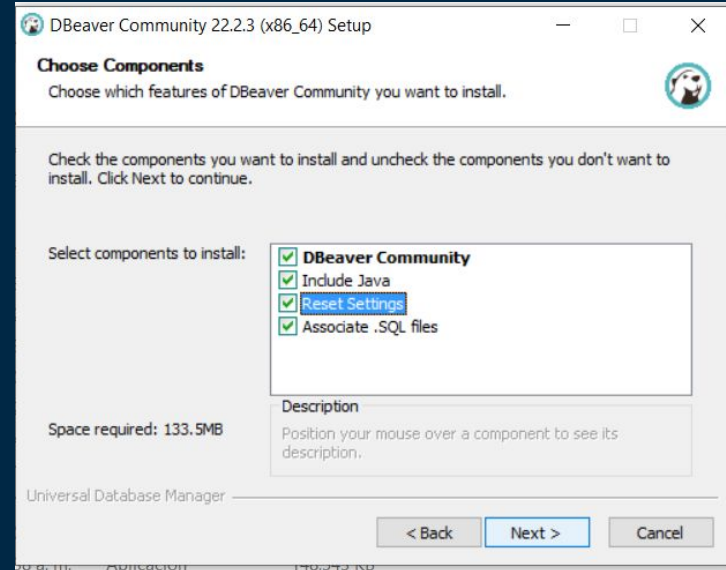 DBeaver Community 22.2.3 (x86_64) Setup
Choose Components
Choose which features of DBeaver Community you want to install.
Check the components you want to install and uncheck the components you don't want to
install. Click Next to continue.
Select components to install:
DBeaver Community
Include Java
Reset Settings
Associate .SQL files
Space required: 133.5MB
Description
Position your mouse over a component to see its
description.
Universal Database Manager
< Back
Next >
Cancel
a. m. Aplicación